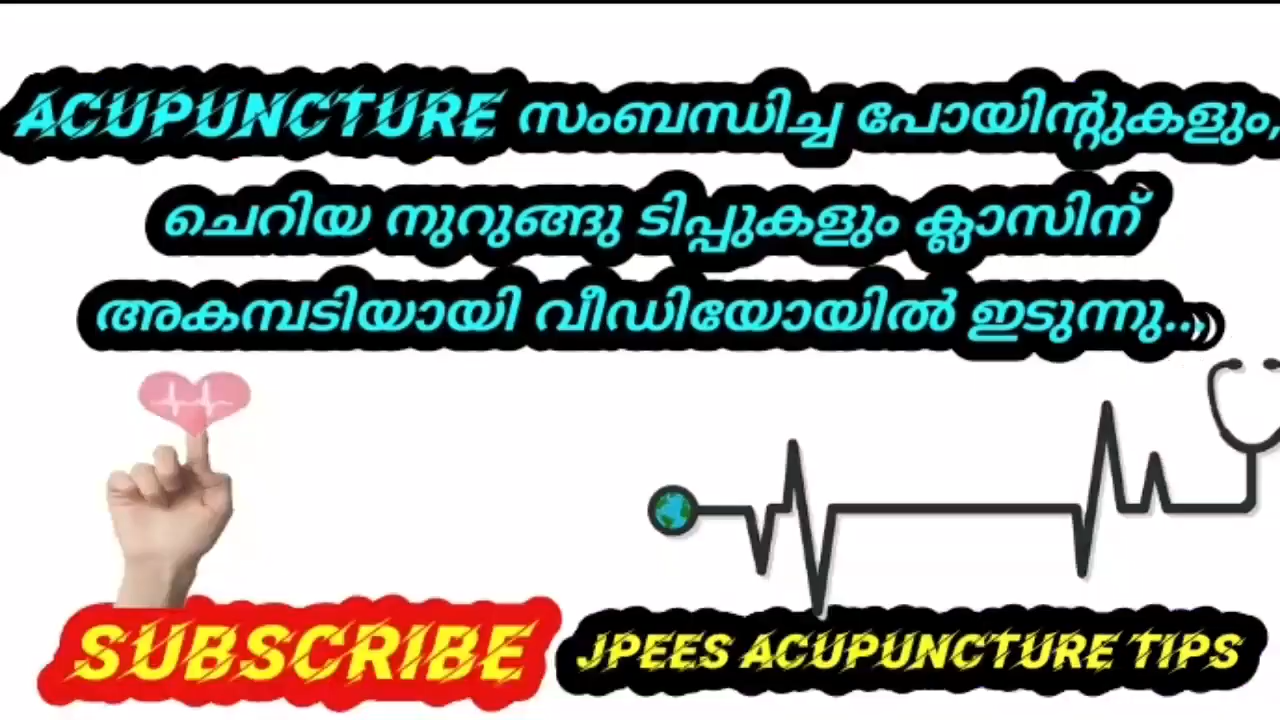 ACUPUNCTURE സംബന്ധിച്ച പോയിന്റുകളും,
ചെറിയ നുറുങ്ങു ടിപ്പുകളും ക്ലാസിന്
അകമ്പടിയായി വീഡിയോയിൽ ഇടുന്നു...
SUBSCRIBE
JPEES ACUPUNCTURE TIPS